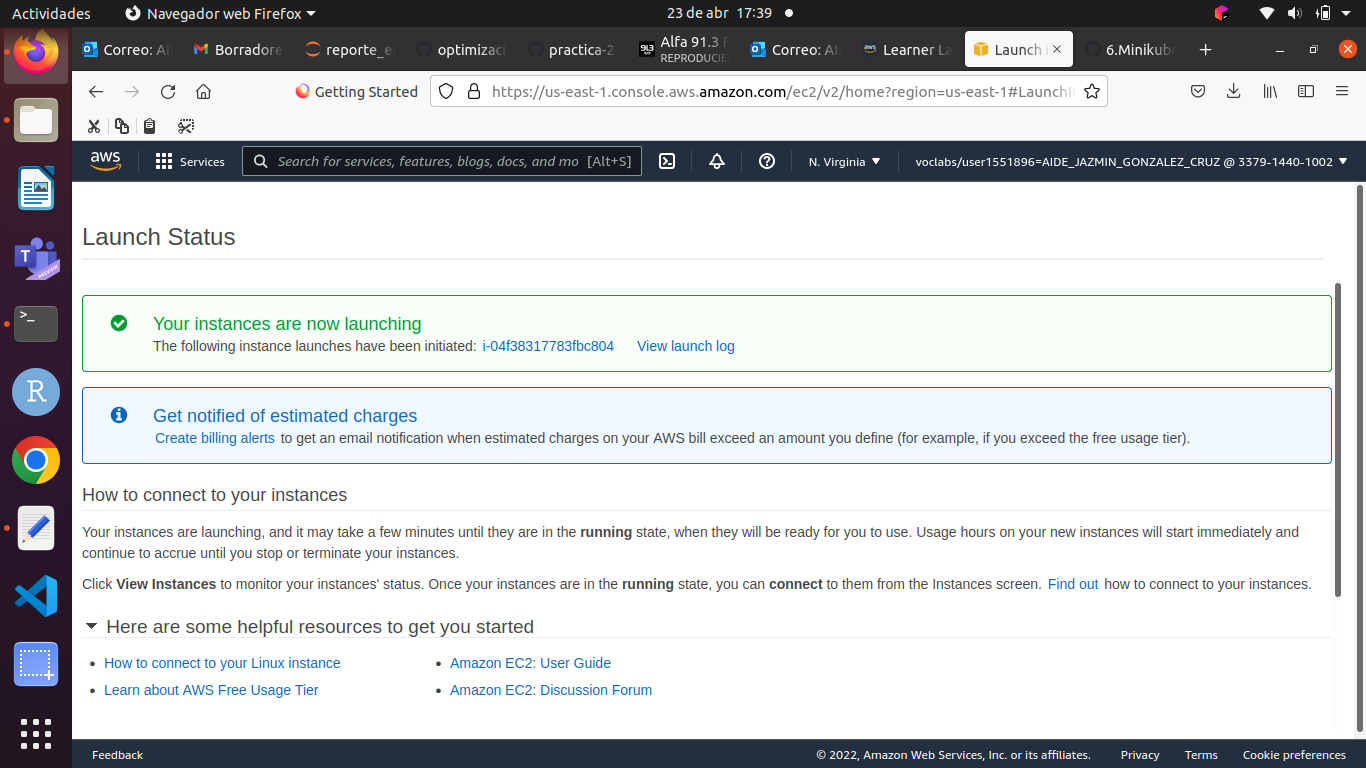 Actividades
Navegador web Firefox
23 de abr 17:39
Correo: Al
Borradore
reporte_e
optimizaci
practica-2-
Alfa 91.3 F
REPRODUCIE
Correo: Al
Learner La
Launch i
6.Minikube
Getting Started
https://us-east-1.console.aws.amazon.com/ec2/v2/home?region=us-east-1#LaunchIn
aws
Services
Search for services, features, blogs, docs, and mo [Alt+S]
N. Virginia
voclabs/user1551896=AIDE_JAZMIN_GONZALEZ_CRUZ @ 3379-1440-1002
Launch Status
Your instances are now launching
The following instance launches have been initiated: i-04f38317783fbc804 View launch log
Get notified of estimated charges
Create billing alerts to get an email notification when estimated charges on your AWS bill exceed an amount you define (for example, if you exceed the free usage tier).
How to connect to your instances
Your instances are launching, and it may take a few minutes until they are in the running state, when they will be ready for you to use. Usage hours on your new instances will start immediately and
continue to accrue until you stop or terminate your instances.
Click View Instances to monitor your instances' status. Once your instances are in the running state, you can connect to them from the Instances screen. Find out how to connect to your instances.
Here are some helpful resources to get you started
How to connect to your Linux instance
Amazon EC2: User Guide
Learn about AWS Free Usage Tier
Amazon EC2: Discussion Forum
Feedback
© 2022, Amazon Web Services, Inc. or its affiliates.
Privacy
Terms
Cookie preferences